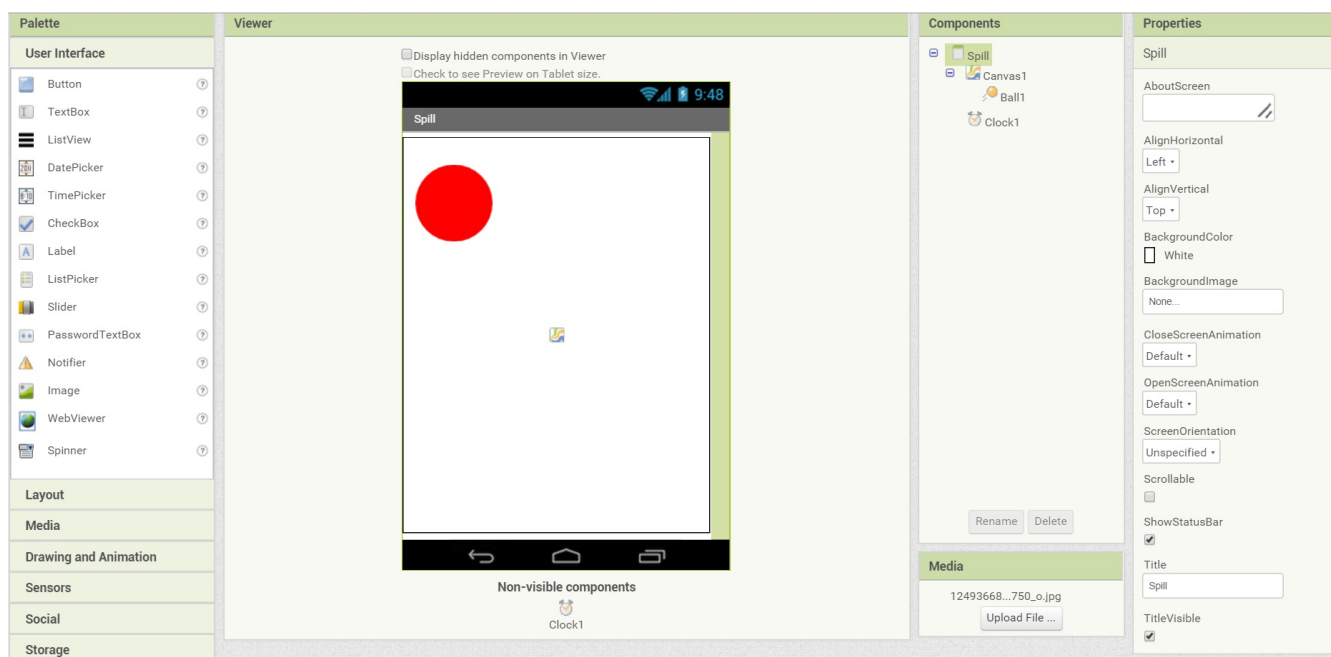 Palette
User Interface
Button
TextBox
ListView
DatePicker
TimePicker
CheckBox
Label
ListPicker
Slider
PasswordTextBox
Notifier
Image
WebViewer
Spinner
Layout
Media
Drawing and Animation
Sensors
Social
Storage
Viewer
Display hidden components in Viewer
Check to see Preview on Tablet size.
9:48
Spill
Non-visible components
Clock1
Components
Spill
Canvas1
Ball1
Clock1
Rename Delete
Media
12493668...750_o.jpg
Upload File ...
Properties
Spill
AboutScreen
AlignHorizontal
Left
AlignVertical
Top
BackgroundColor
White
BackgroundImage
None...
CloseScreenAnimation
Default
OpenScreenAnimation
Default
ScreenOrientation
Unspecified
Scrollable
ShowStatusBar
Title
Spill
TitleVisible